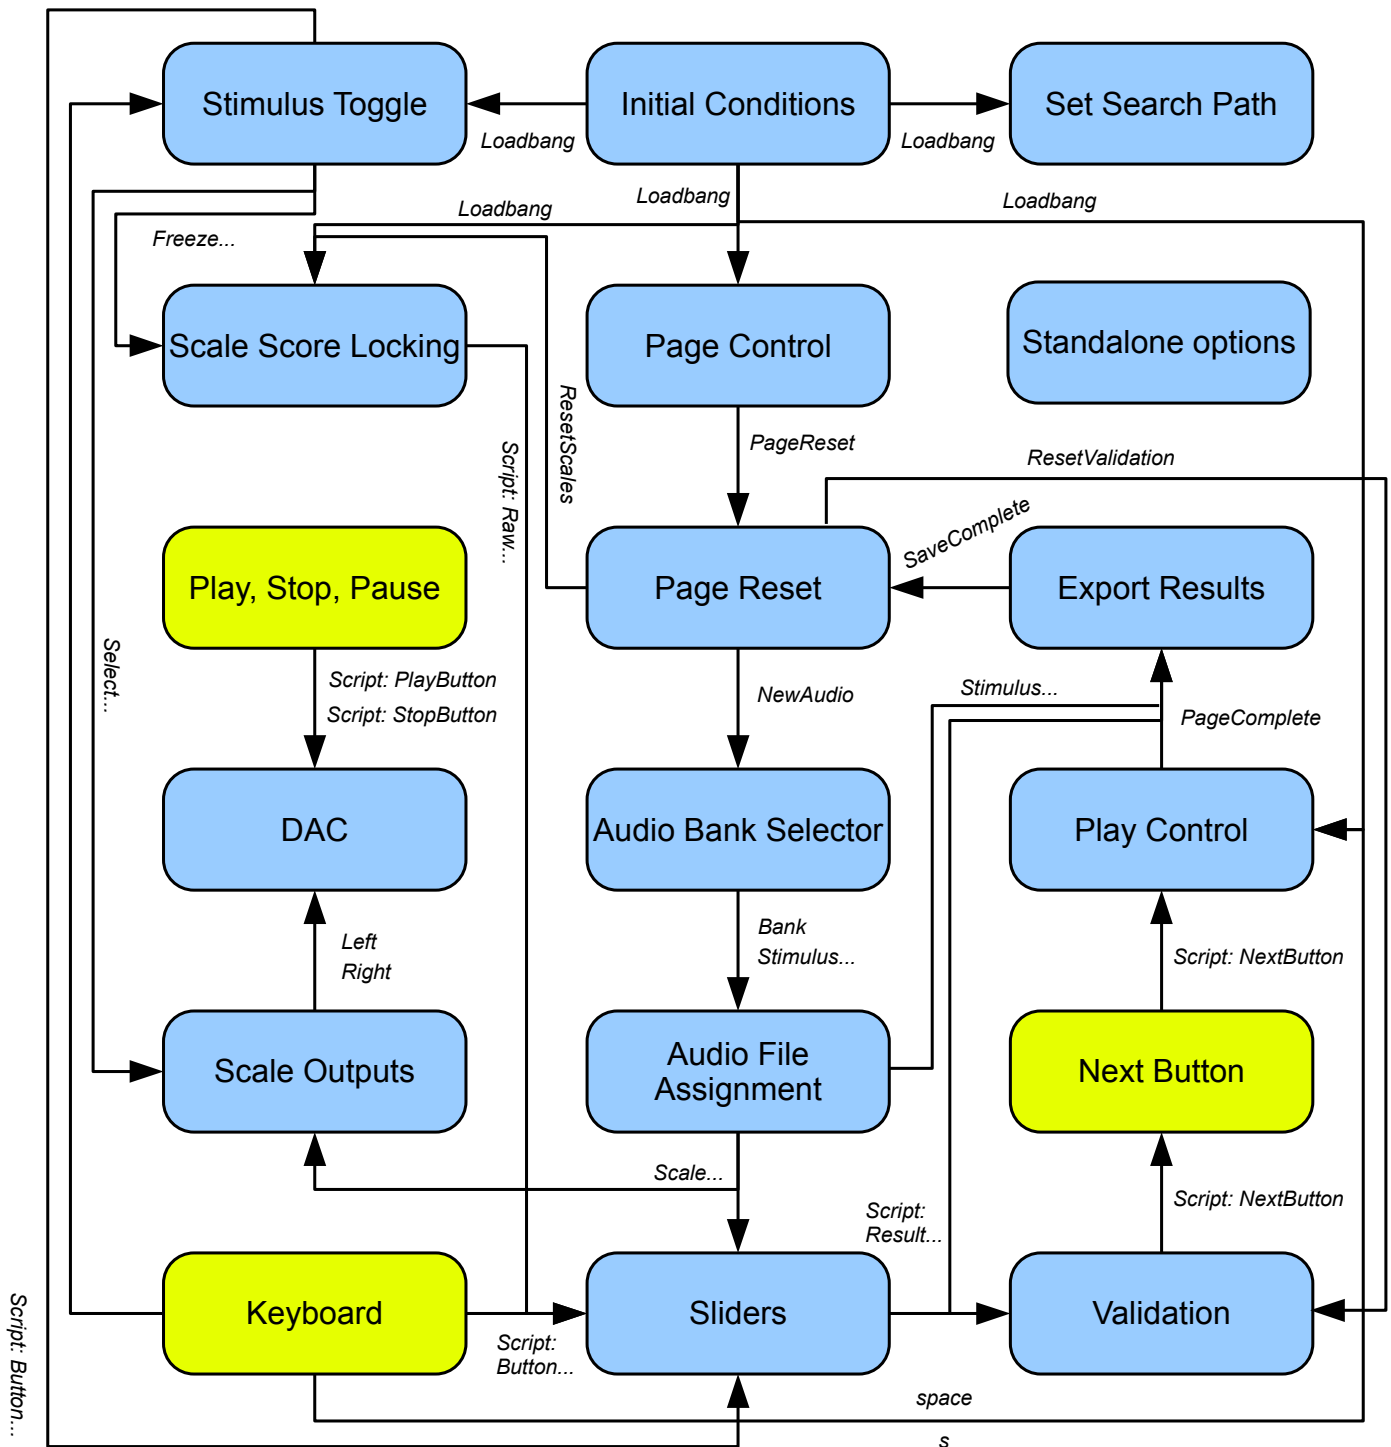 Stimulus Toggle
Initial Conditions
Set Search Path
Loadbang
Loadbang
Loadbang
Loadbang
Loadbang
Freeze...
Scale Score Locking
Page Control
Standalone options
ResetScales
Script: Raw...
PageReset
ResetValidation
SaveComplete
Play, Stop, Pause
Page Reset
Export Results
Select...
Script: PlayButton
Script: StopButton
NewAudio
Stimulus...
PageComplete
DAC
Audio Bank Selector
Play Control
Left
Right
Bank
Stimulus...
Script: NextButton
Scale Outputs
Audio File
Assignment
Next Button
Scale...
Script:
Result...
Script: NextButton
Keyboard
Sliders
Validation
Script:
Button...
Script: Button...
space
s